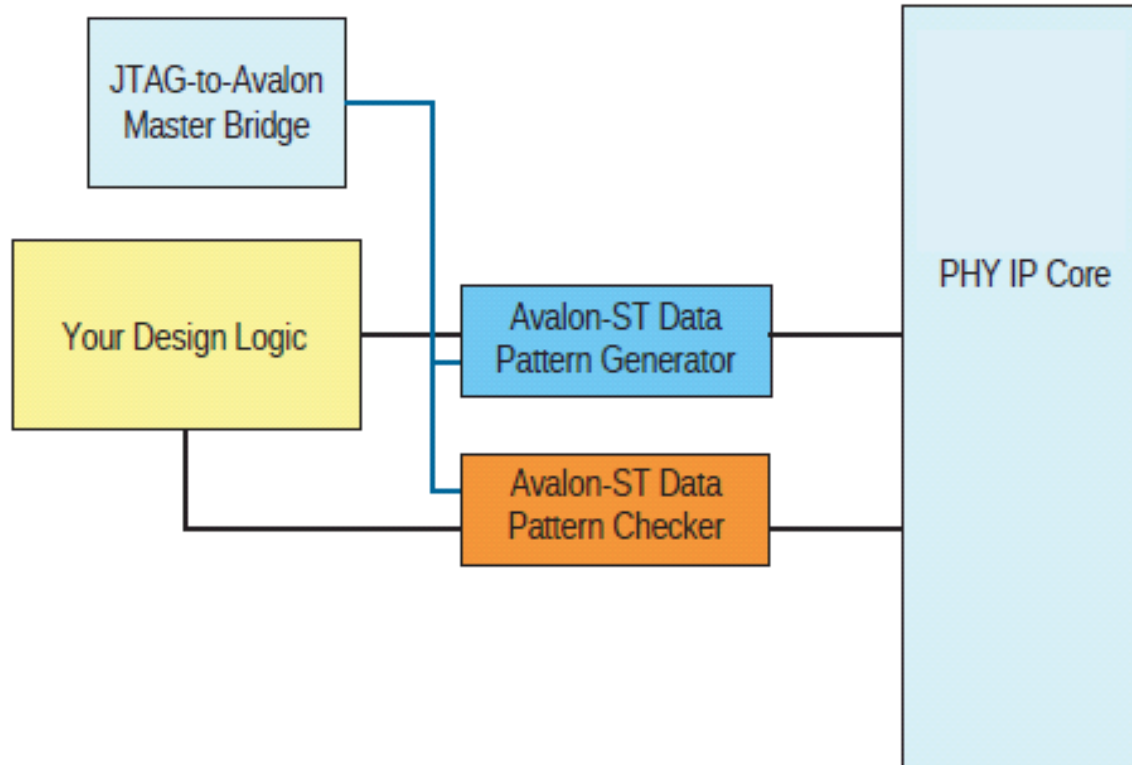 JTAG-to-Avalon
Master Bridge
Your Design Logic
Avalon-ST Data
Pattern Generator
Avalon-ST Data
Pattern Checker
PHY IP Core